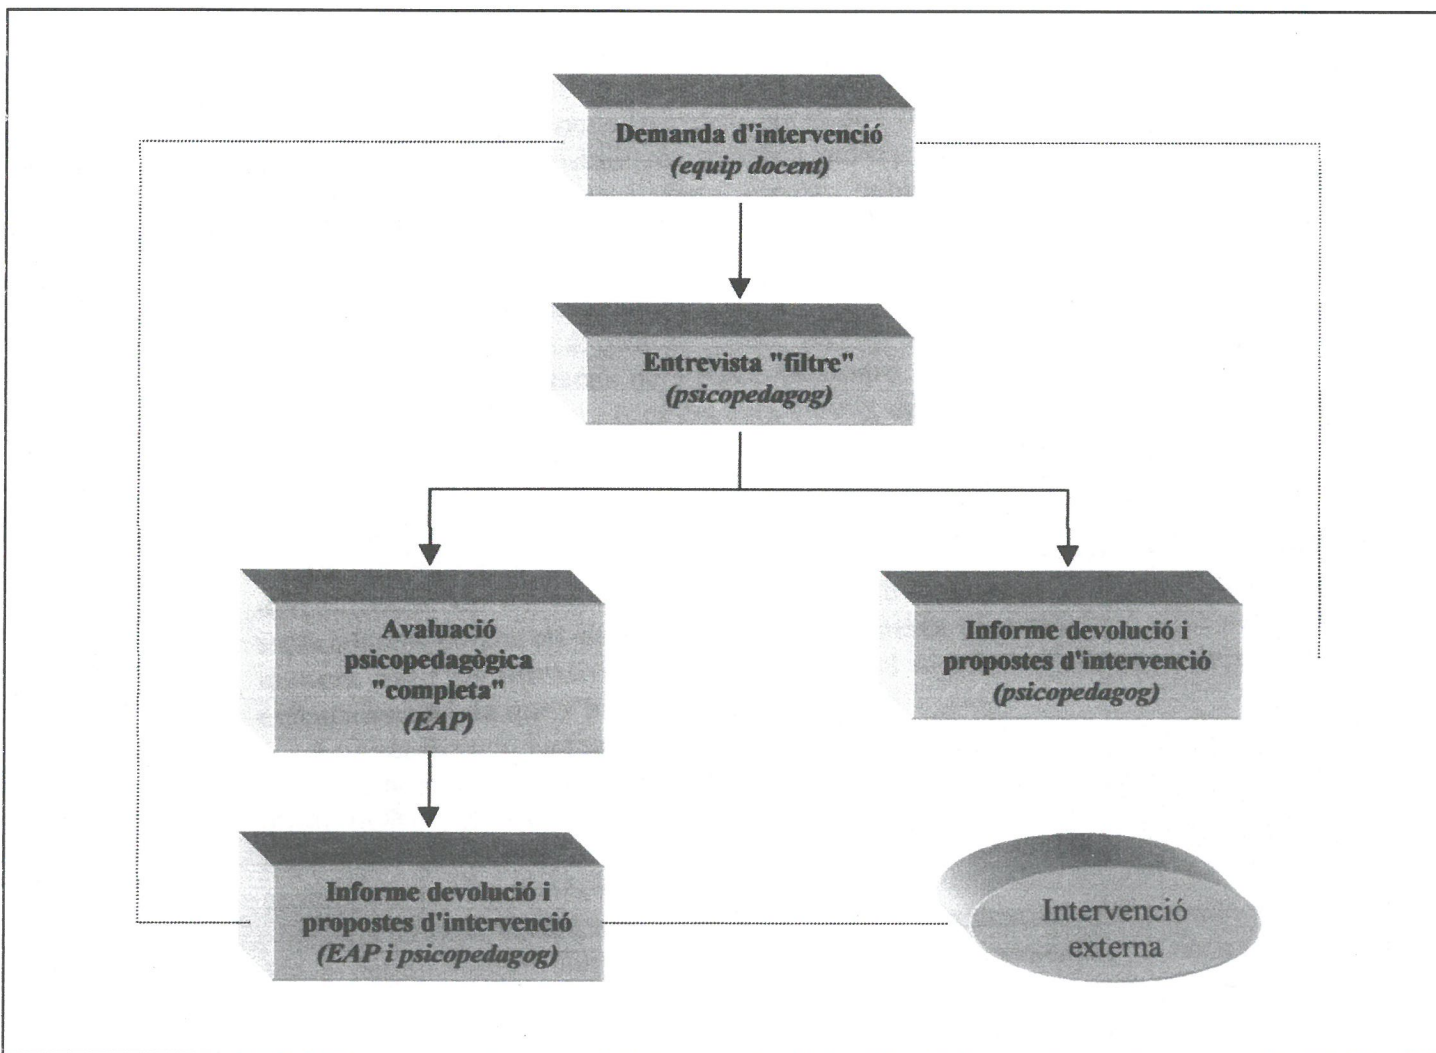 Demanda d'intervenció
(equip docent)
Entrevista "filtre"
(psicopedagog)
Avaluació
psicopedagògica
"completa"
(EAP)
Informe devolució i
propostes d'intervenció
(psicopedagog)
Informe devolució i
propostes d'intervenció
(EAP i psicopedagog)
Intervenció
externa